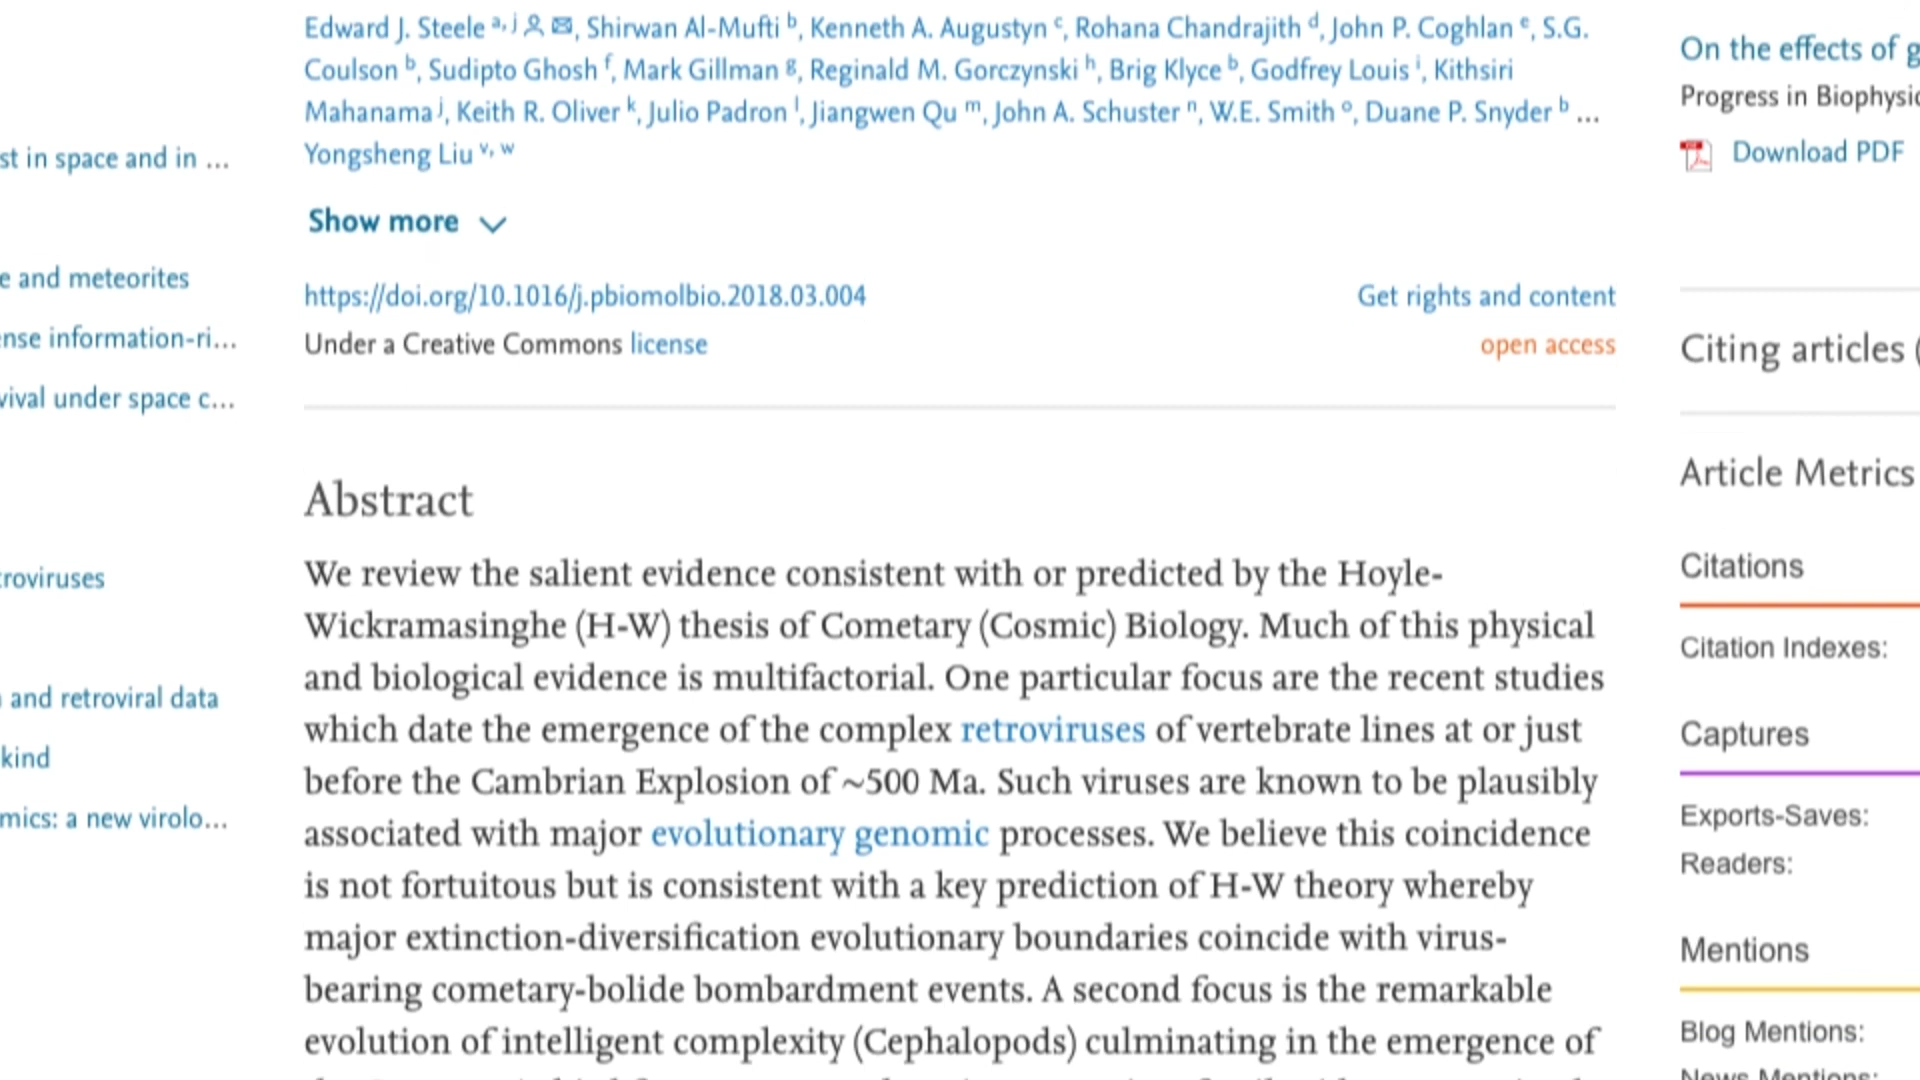 Edward J. Steele a, j, Shirwan Al-Mufti b, Kenneth A. Augustyn c, Rohana Chandrajith d, John P. Coghlan e, S.G.
Coulson b, Sudipto Ghosh f, Mark Gillman g, Reginald M. Gorczynski h, Brig Klyce b, Godfrey Louis i, Kithsiri
Mahanama j, Keith R. Oliver k, Julio Padron l, Jiangwen Qu m, John A. Schuster n, W.E. Smith o, Duane P. Snyder b ...
Yongsheng Liu v, w
Show more
https://doi.org/10.1016/j.pbiomolbio.2018.03.004
Get rights and content
Under a Creative Commons license
open access
Abstract
We review the salient evidence consistent with or predicted by the Hoyle-
Wickramasinghe (H-W) thesis of Cometary (Cosmic) Biology. Much of this physical
and biological evidence is multifactorial. One particular focus are the recent studies
which date the emergence of the complex retroviruses of vertebrate lines at or just
before the Cambrian Explosion of ~500 Ma. Such viruses are known to be plausibly
associated with major evolutionary genomic processes. We believe this coincidence
is not fortuitous but is consistent with a key prediction of H-W theory whereby
major extinction-diversification evolutionary boundaries coincide with virus-
bearing cometary-bolide bombardment events. A second focus is the remarkable
evolution of intelligent complexity (Cephalopods) culminating in the emergence of
st in space and in ...
e and meteorites
nse information-ri...
vival under space c...
roviruses
and retroviral data
kind
mics: a new virolo...
On the effects of g
Progress in Biophysic
Download PDF
Citing articles (
Article Metrics
Citations
Citation Indexes:
Captures
Exports-Saves:
Readers:
Mentions
Blog Mentions:
News Mentions: